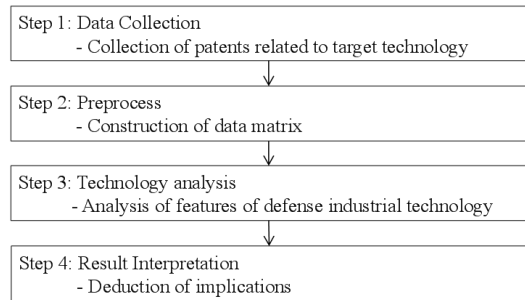 Step 1: Data Collection
- Collection of patents related to target technology
Step 2: Preprocess
- Construction of data matrix
Step 3: Technology analysis
- Analysis of features of defense industrial technology
Step 4: Result Interpretation
- Deduction of implications